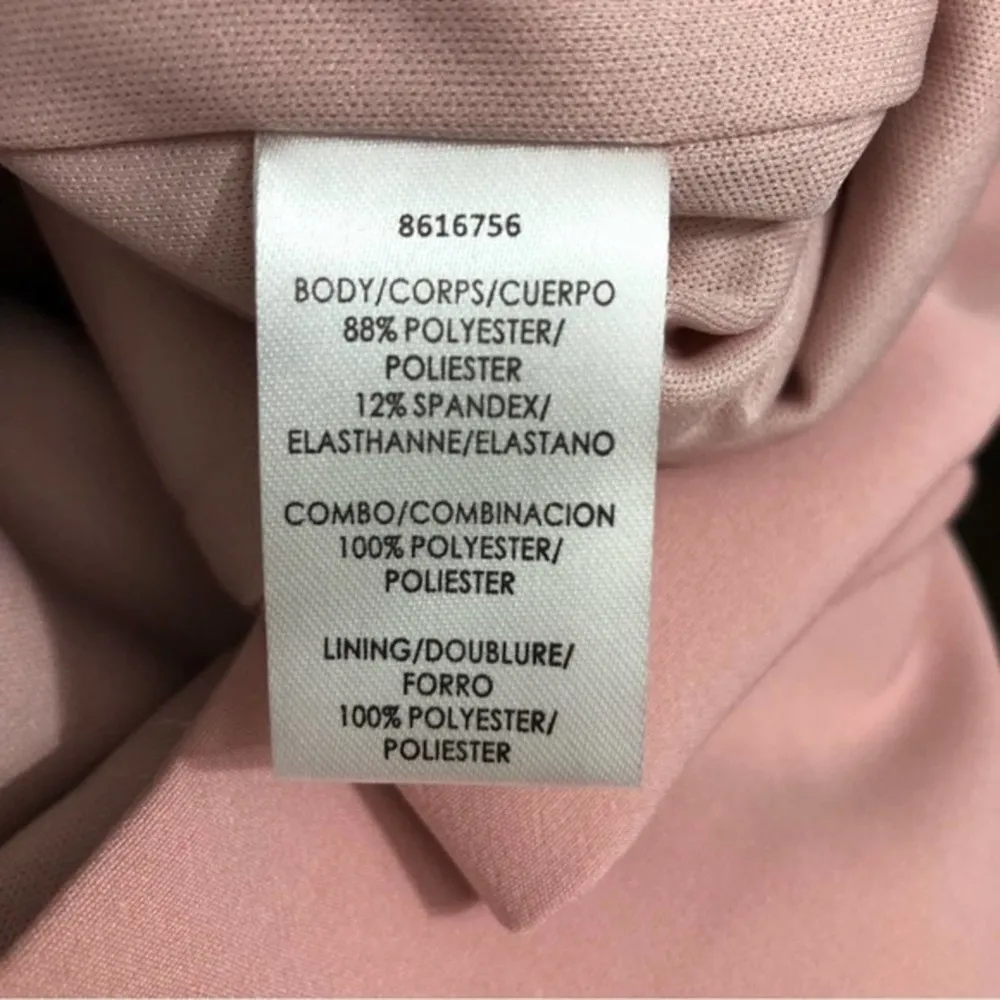 8616756
BODY/CORPS/CUERPO
88% POLYESTER/
POLIESTER
12% SPANDEX/
ELASTHANNE/ELASTANO
COMBO/COMBINACION
100% POLYESTER/
POLIESTER
LINING/DOUBLURE/
FORRO
100% POLYESTER/
POLIESTER